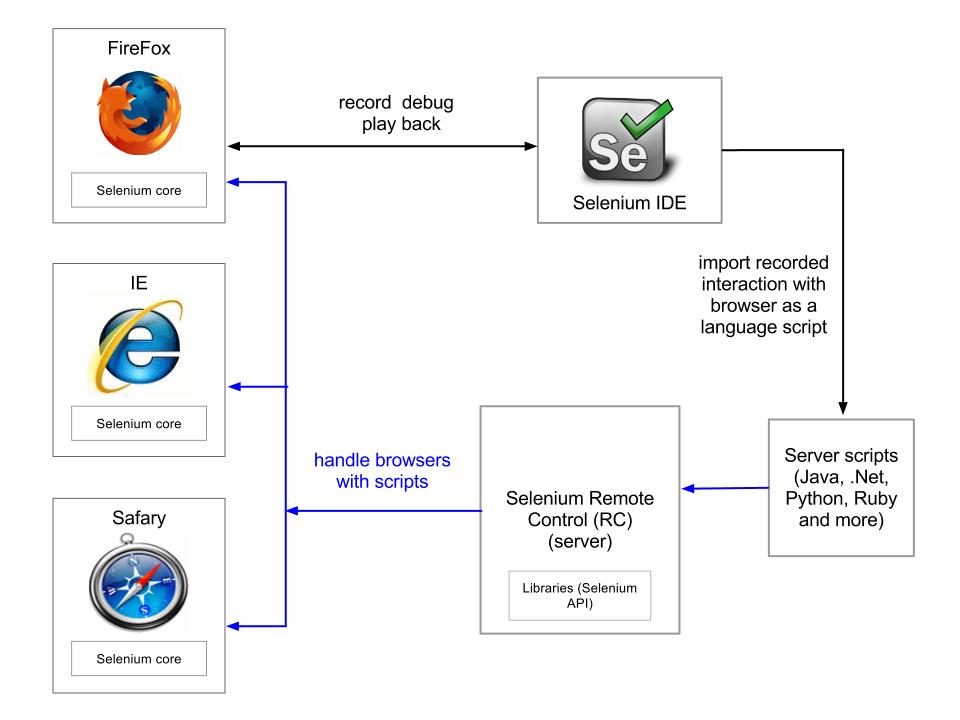 FireFox
Selenium core
record debug
play back
Se
Selenium IDE
import recorded
interaction with
browser as a
language script
IE
Selenium core
handle browsers
with scripts
Selenium Remote
Control (RC)
(server)
Libraries (Selenium
API)
Server scripts
(Java, .Net,
Python, Ruby
and more)
Safary
N
E
W
S
Selenium core